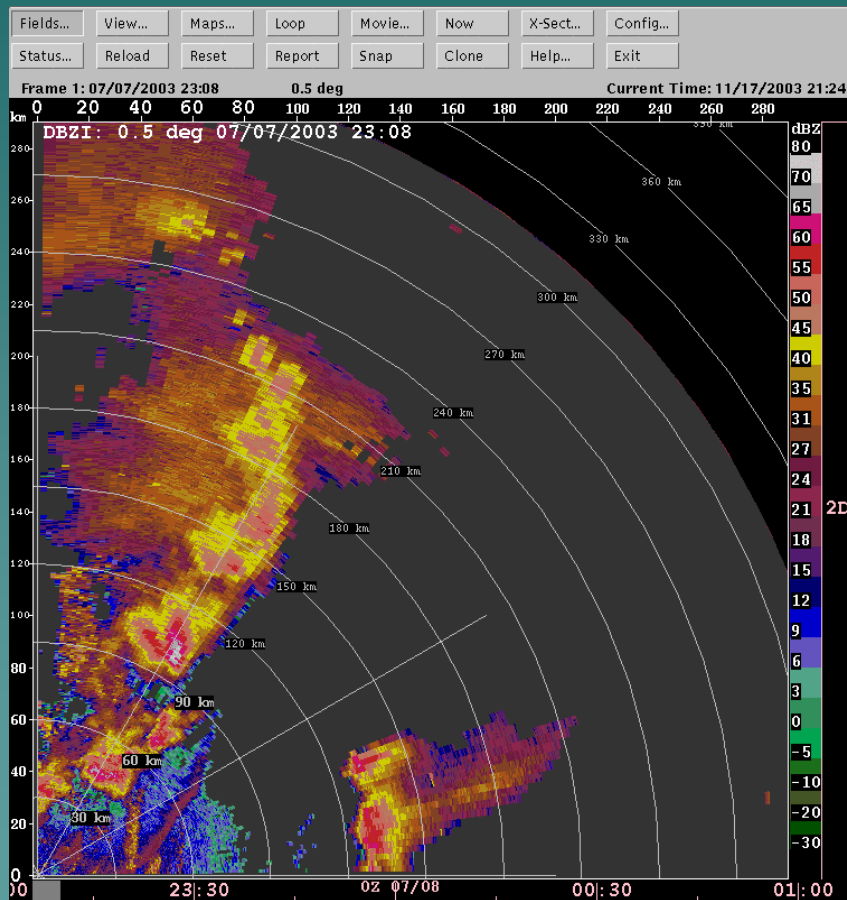 Fields... View... Maps... Loop Movie... Now X-Sect... Config...
Status... Reload Reset Report Snap Clone Help... Exit
Frame 1: 07/07/2003 23:08 0.5 deg Current Time: 11/17/2003 21:24
km 0 20 40 60 80 100 120 140 160 180 200 220 240 260 280
DBZI: 0.5 deg 07/07/2003 23:08
dBZ
80
280
70
360 km
65
260
60
330 km
240
55
50
300 km
220
45
200
40
270 km
35
180
240 km
31
27
160
210 km
24
140
21
2D
180 km
18
120
15
150 km
12
100
9
120 km
6
80
90 km
3
60
0
60 km
-5
40
-10
30 km
20
-20
-30
0
00 23:30 0Z 07/08 00:30 01:00